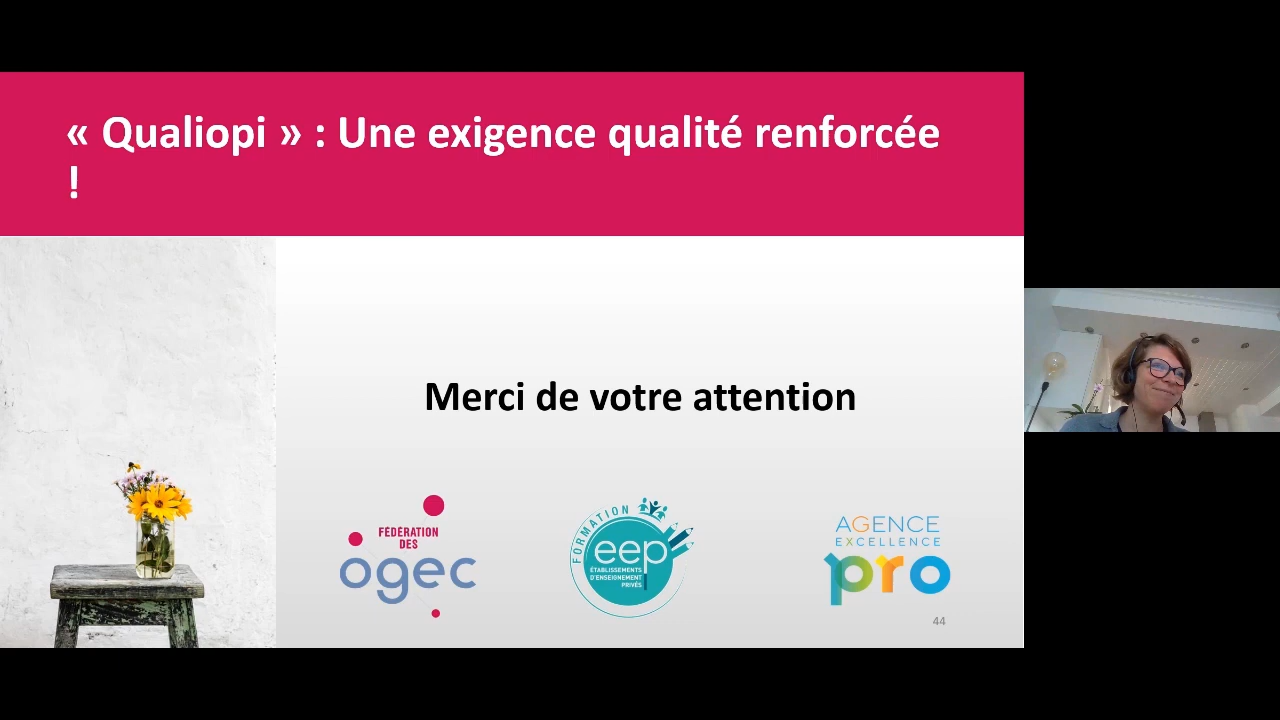 « Qualiopi » : Une exigence qualité renforcée
!
Merci de votre attention
FÉDÉRATION
DES
ogec
FORMATION
eep
ÉTABLISSEMENTS
D'ENSEIGNEMENT
PRIVÉS
AGENCE
EXCELLENCE
pro
44